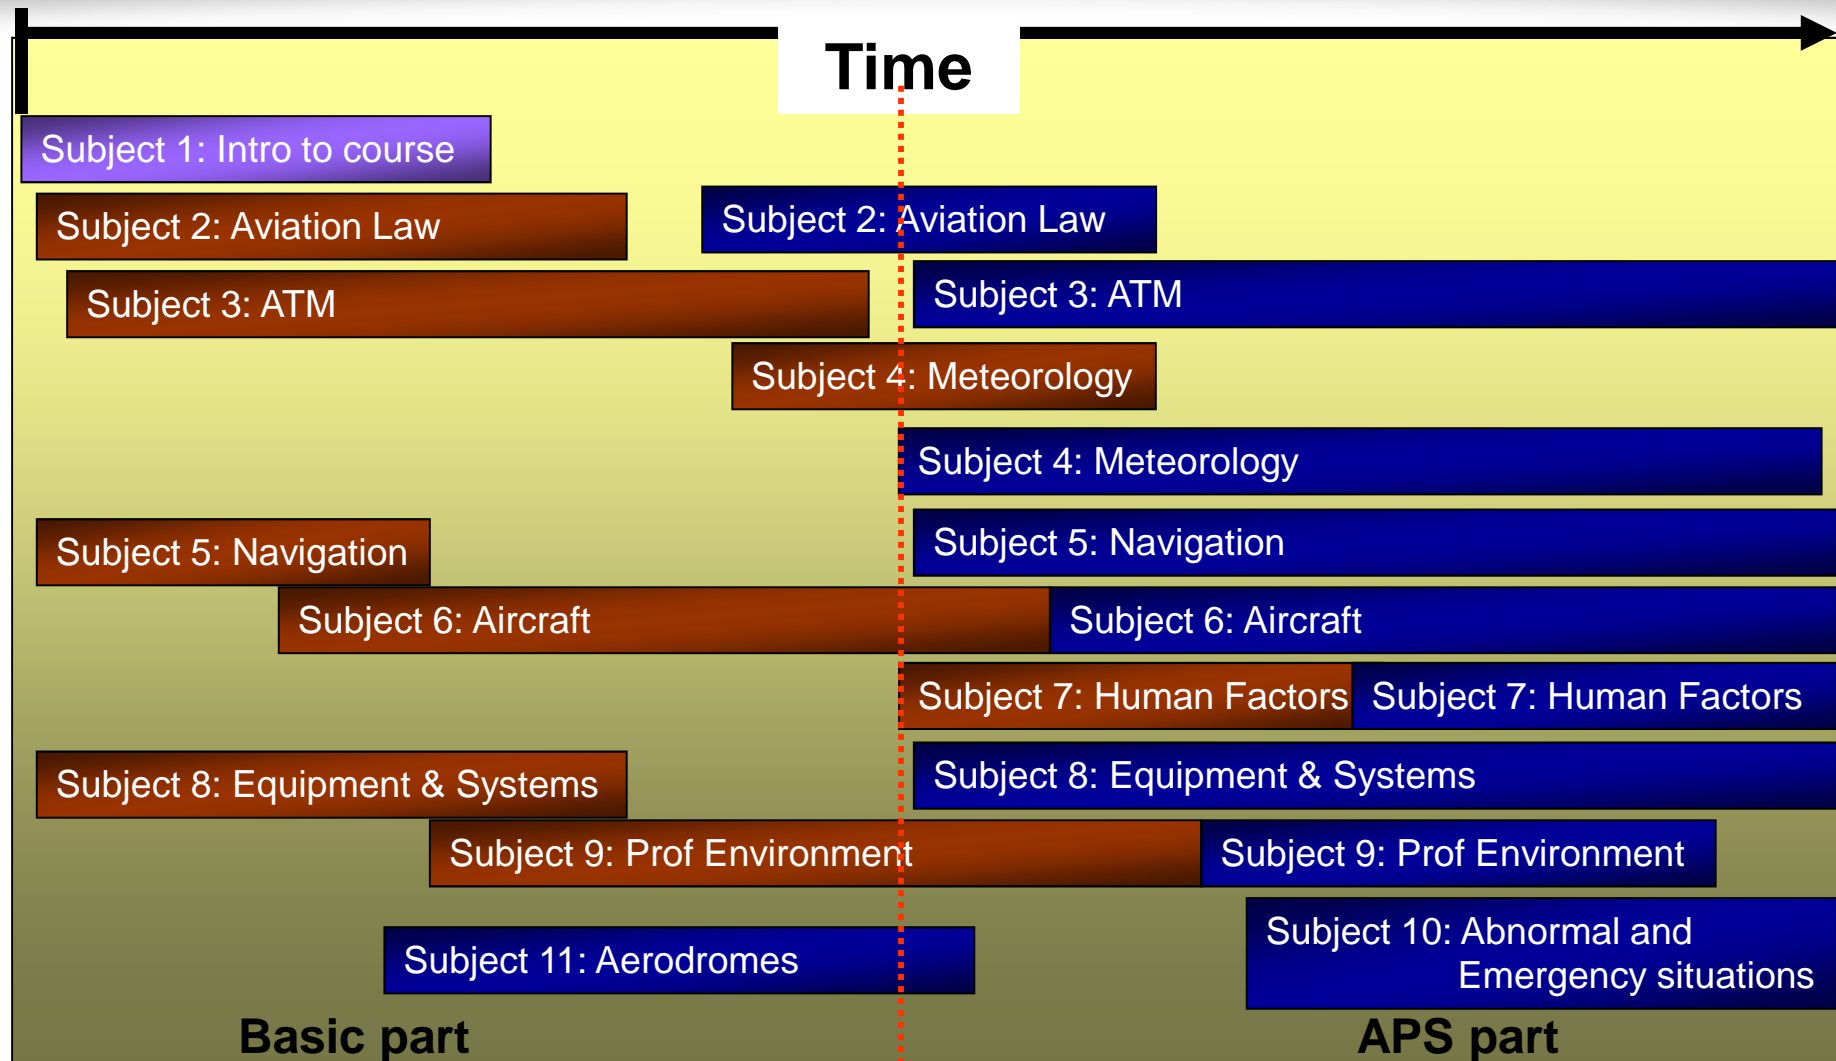 Time
Subject 1: Intro to course
Subject 2: Aviation Law
Subject 2: Aviation Law
Subject 3: ATM
Subject 3: ATM
Subject 4: Meteorology
Subject 4: Meteorology
Subject 5: Navigation
Subject 5: Navigation
Subject 6: Aircraft
Subject 6: Aircraft
Subject 7: Human Factors
Subject 7: Human Factors
Subject 8: Equipment & Systems
Subject 8: Equipment & Systems
Subject 9: Prof Environment
Subject 9: Prof Environment
Subject 10: Abnormal and
Emergency situations
Subject 11: Aerodromes
Basic part
APS part